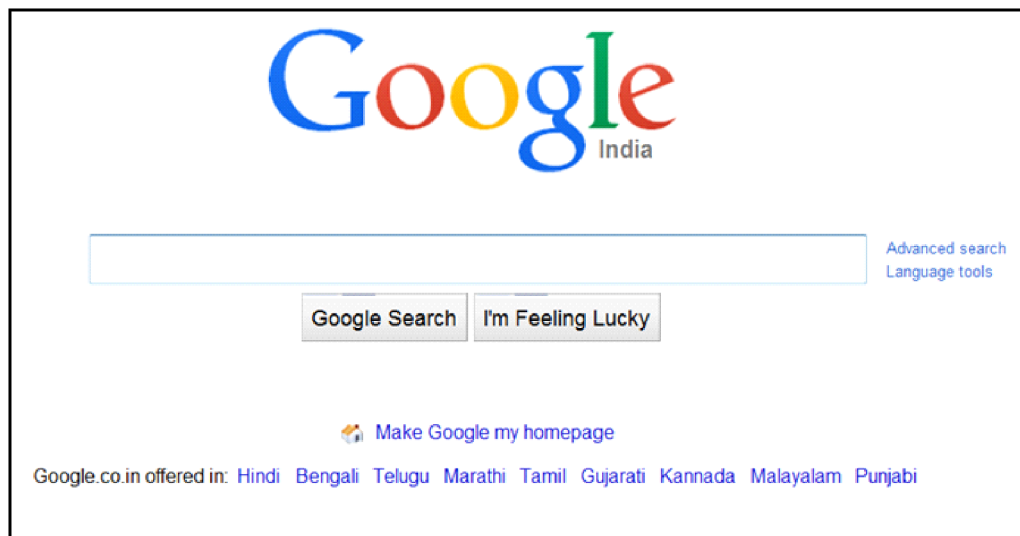 Google
India
Advanced search
Language tools
Google Search I'm Feeling Lucky
Make Google my homepage
Google.co.in offered in: Hindi Bengali Telugu Marathi Tamil Gujarati Kannada Malayalam Punjabi